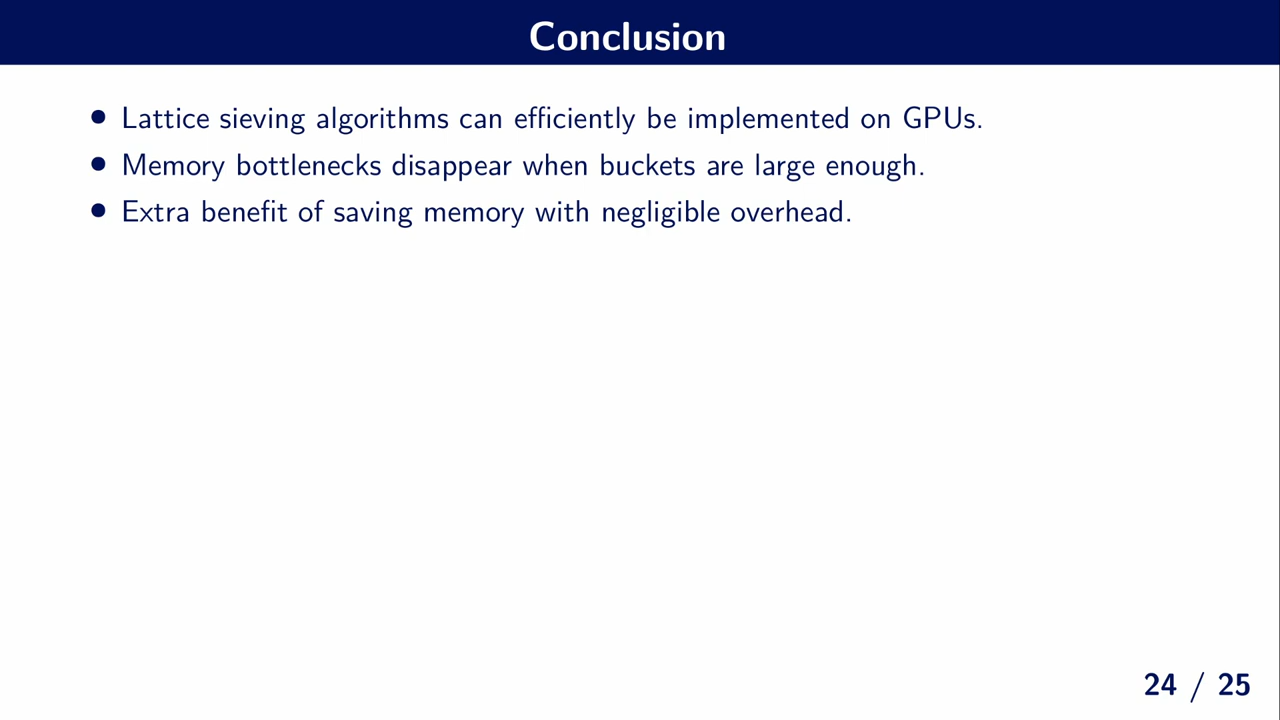 Conclusion
• Lattice sieving algorithms can efficiently be implemented on GPUs.
• Memory bottlenecks disappear when buckets are large enough.
• Extra benefit of saving memory with negligible overhead.
24 / 25